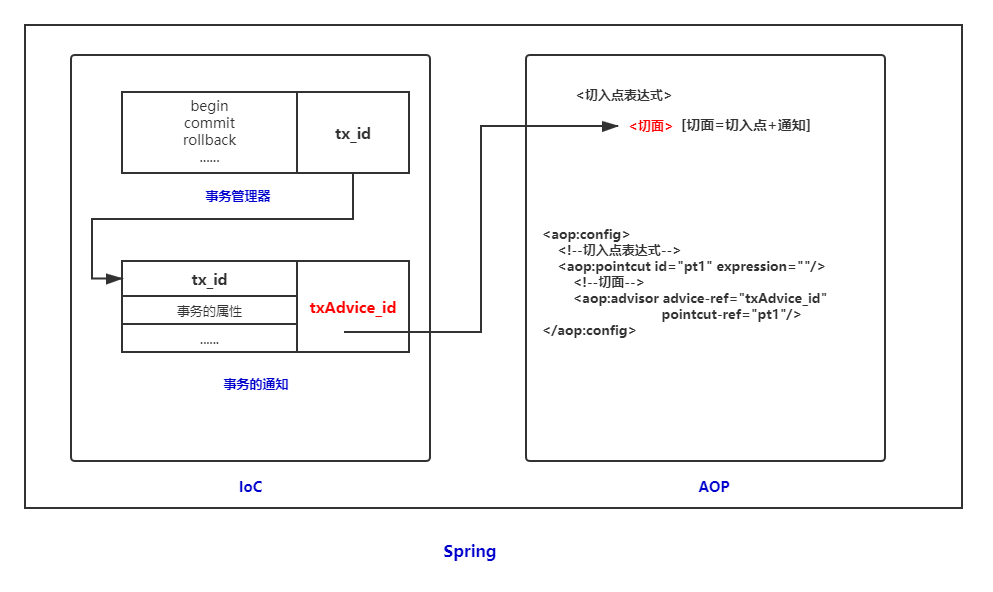 begin
commit
rollback
......
tx_id
事务管理器
tx_id
事务的属性
......
txAdvice_id
事务的通知
IoC
<切入点表达式>
<切面> [切面=切入点+通知]
<aop:config>
<!--切入点表达式-->
<aop:pointcut id="pt1" expression=""/>
<!--切面-->
<aop:advisor advice-ref="txAdvice_id"
pointcut-ref="pt1"/>
</aop:config>
AOP
Spring